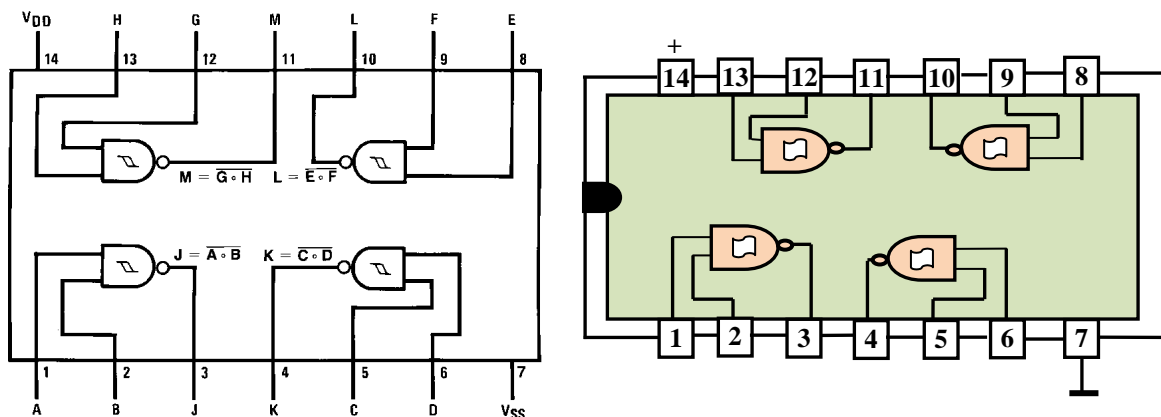 VDD H G M L F E
14 13 12 11 10 9 8
M = G∘H L = E∘F
J = A∘B K = C∘D
1 2 3 4 5 6 7
A B J K C D VSS
+
14 13 12 11 10 9 8
1 2 3 4 5 6 7